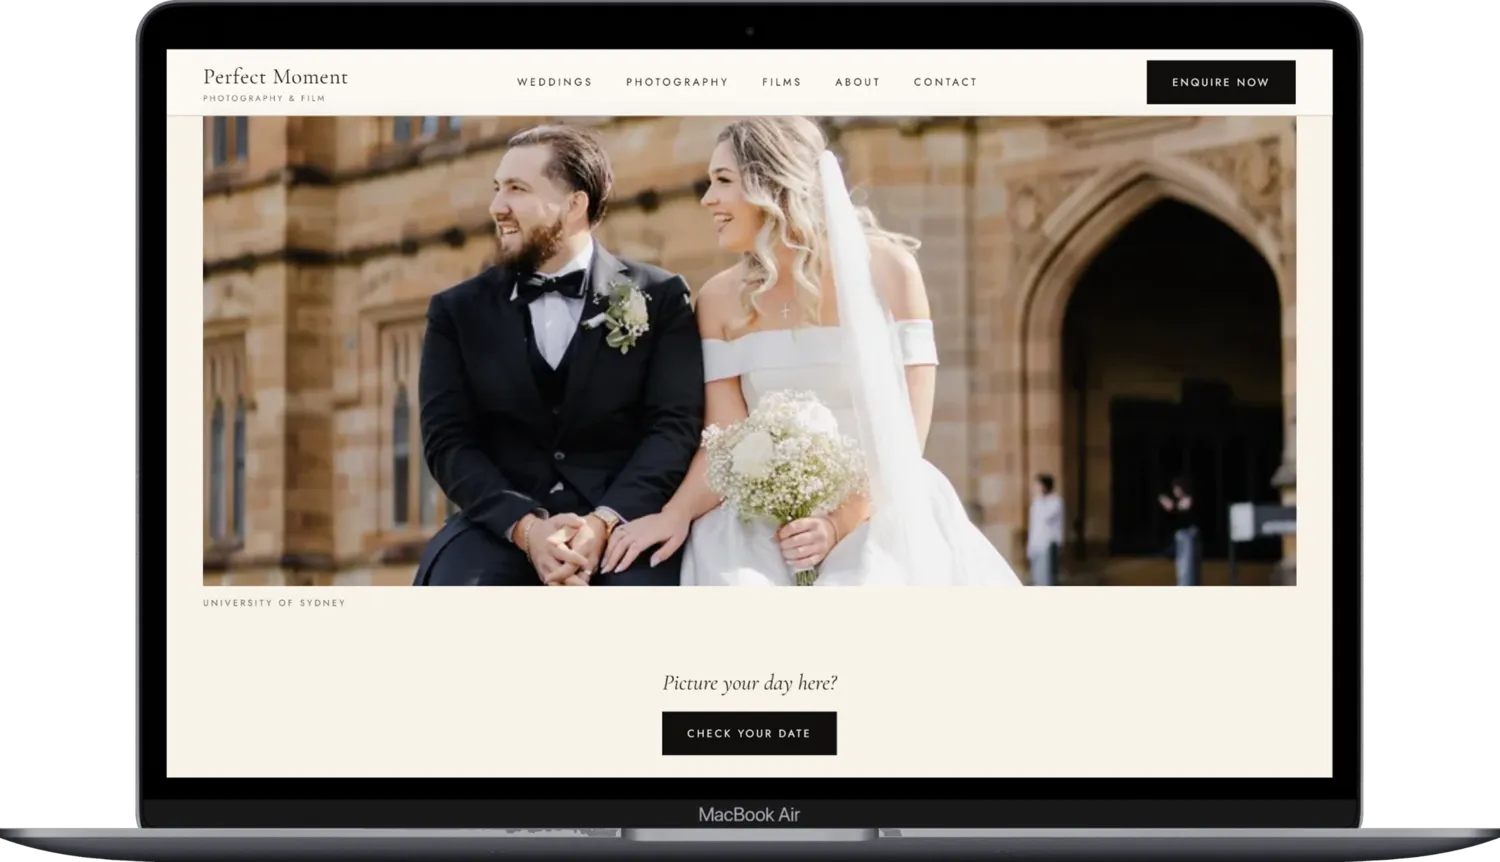 Perfect Moment
PHOTOGRAPHY & FILM
WEDDINGS PHOTOGRAPHY FILMS ABOUT CONTACT
ENQUIRE NOW
UNIVERSITY OF SYDNEY
Picture your day here?
CHECK YOUR DATE
MacBook Air